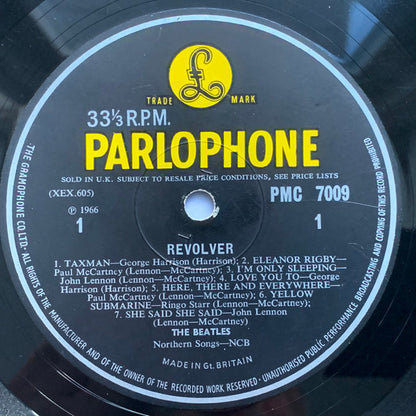 £
TRADE MARK
33⅓ R.P.M.
PARLOPHONE
SOLD IN U.K. SUBJECT TO RESALE PRICE CONDITIONS, SEE PRICE LISTS
(XEX.605)
PMC 7009
℗ 1966
1
1
REVOLVER
1. TAXMAN—George Harrison (Harrison); 2. ELEANOR RIGBY—
Paul McCartney (Lennon—McCartney); 3. I'M ONLY SLEEPING—
John Lennon (Lennon—McCartney); 4. LOVE YOU TO—George
Harrison (Harrison); 5. HERE, THERE AND EVERYWHERE—
Paul McCartney (Lennon—McCartney); 6. YELLOW
SUBMARINE—Ringo Starr (Lennon—McCartney);
7. SHE SAID SHE SAID—John Lennon
(Lennon—McCartney)
THE BEATLES
Northern Songs—NCB
MADE IN Gt. BRITAIN
THE GRAMOPHONE CO. LTD. ALL RIGHTS OF THE MANUFACTURER AND OF THE OWNER OF THE RECORDED WORK RESERVED—UNAUTHORISED PUBLIC PERFORMANCE BROADCASTING AND COPYING OF THIS RECORD PROHIBITED